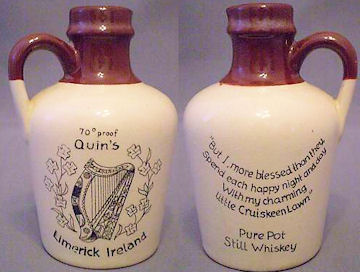 70° proof
Quin's
Limerick Ireland
"But I, more blessed than they
Spend each happy night and day
With my charming
Little Cruiskeen Lawn"
Pure Pot
Still Whiskey